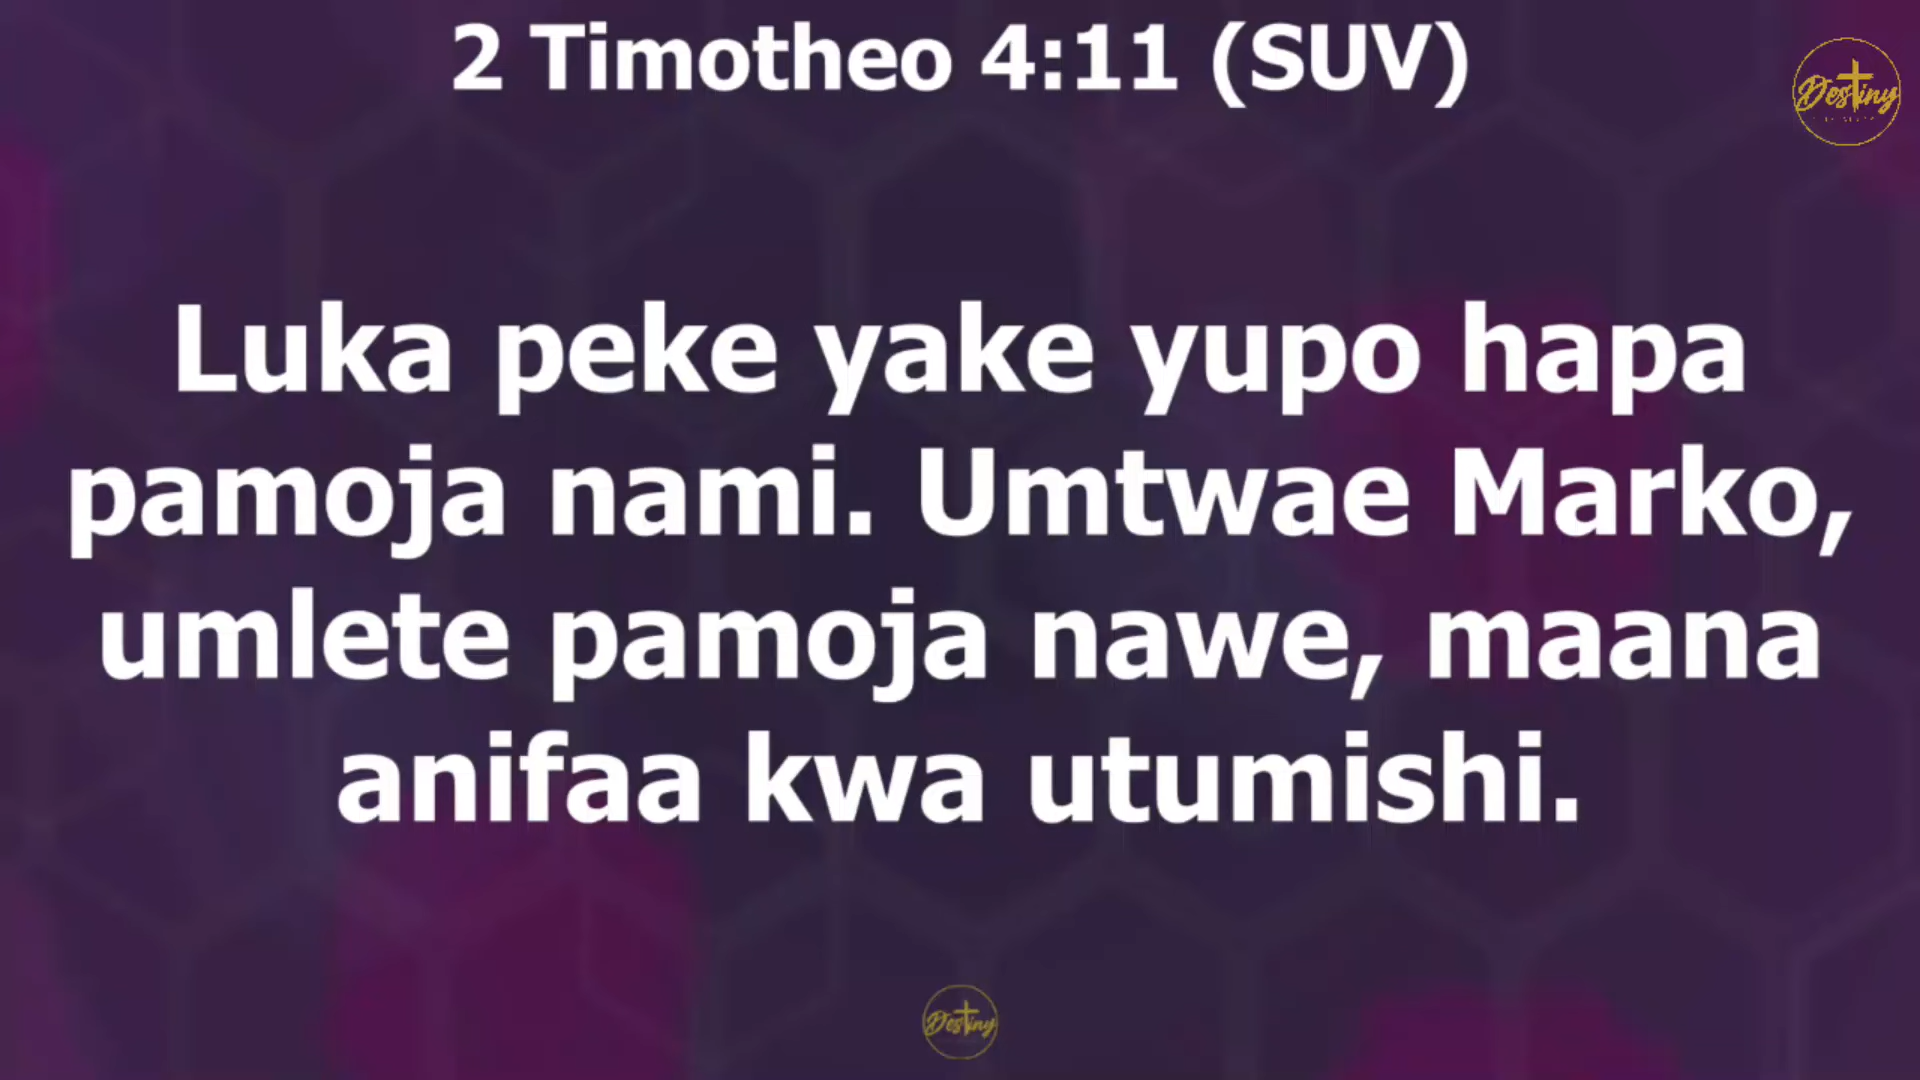 2 Timotheo 4:11 (SUV)
Destiny
Luka peke yake yupo hapa
pamoja nami. Umtwae Marko,
umlete pamoja nawe, maana
anifaa kwa utumishi.
Destiny